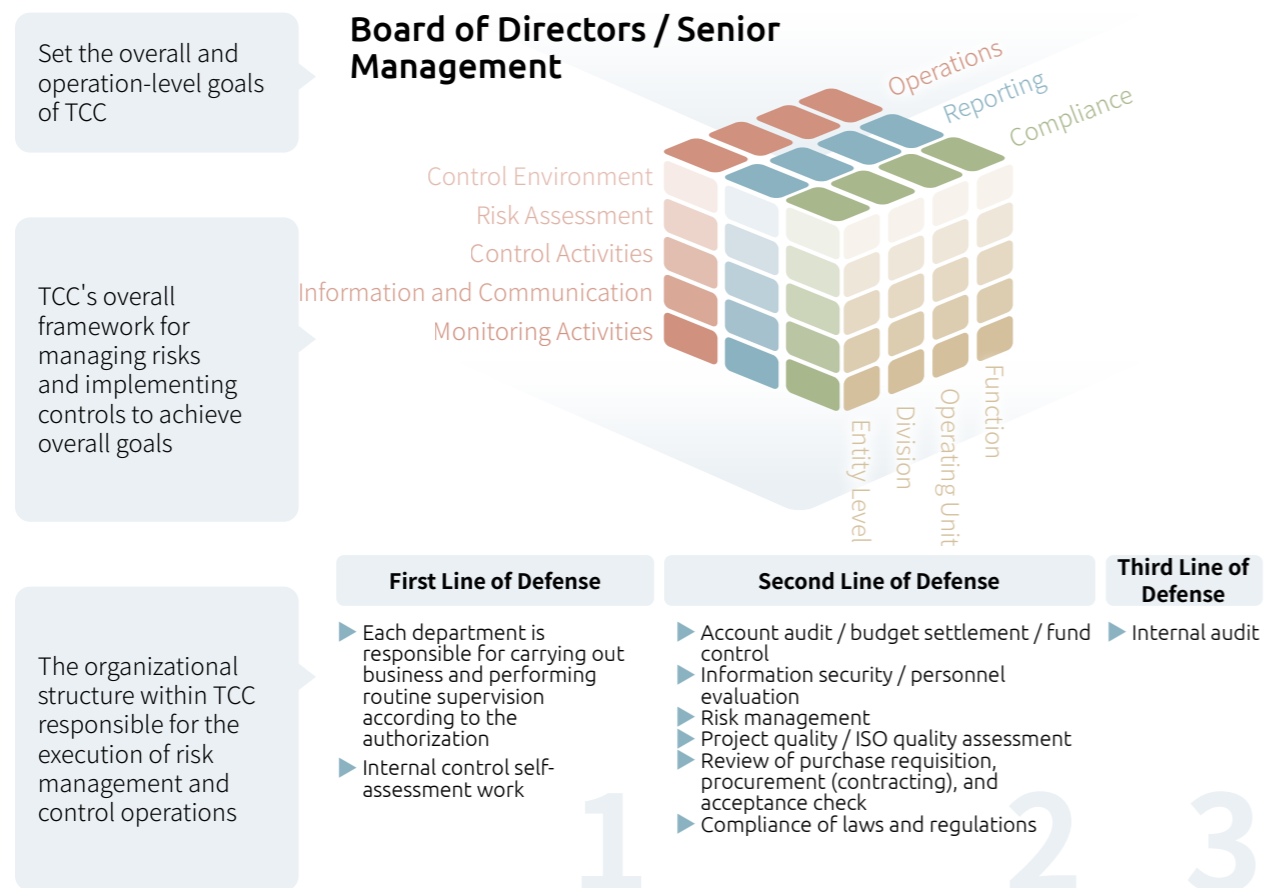 Set the overall and
operation-level goals
of TCC
Board of Directors / Senior
Management
Operations
Reporting
Compliance
Control Environment
Risk Assessment
Control Activities
Information and Communication
Monitoring Activities
Entity Level
Division
Operating Unit
Function
TCC's overall
framework for
managing risks
and implementing
controls to achieve
overall goals
The organizational
structure within TCC
responsible for the
execution of risk
management and
control operations
First Line of Defense
Each department is
responsible for carrying out
business and performing
routine supervision
according to the
authorization
Internal control self-
assessment work
1
Second Line of Defense
Account audit / budget settlement / fund
control
Information security / personnel
evaluation
Risk management
Project quality / ISO quality assessment
Review of purchase requisition,
procurement (contracting), and
acceptance check
Compliance of laws and regulations
2
Third Line of
Defense
Internal audit
3